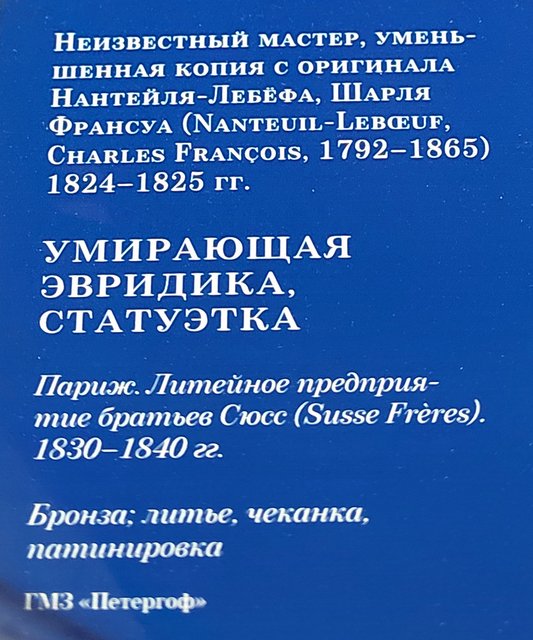 Неизвестный мастер, умень-
шенная копия с оригинала
Нантейля-Лебёфа, Шарля
Франсуа (Nanteuil-Lebœuf,
Charles François, 1792–1865)
1824–1825 гг.
УМИРАЮЩАЯ
ЭВРИДИКА,
СТАТУЭТКА
Париж. Литейное предприя-
тие братьев Сюсс (Susse Frères).
1830–1840 гг.
Бронза; литье, чеканка,
патинировка
ГМЗ «Петергоф»